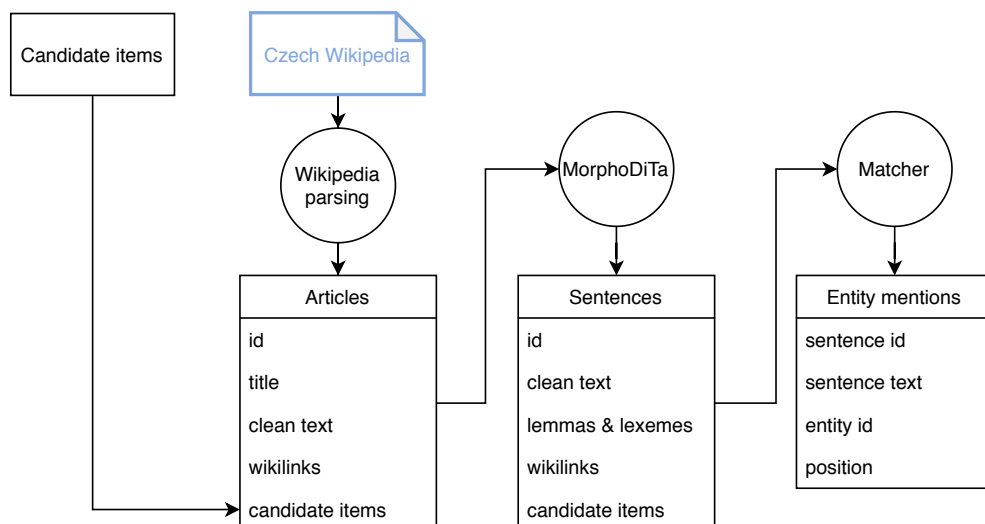 Candidate items
Czech Wikipedia
Wikipedia
parsing
MorphoDiTa
Matcher
Articles
id
title
clean text
wikilinks
candidate items
Sentences
id
clean text
lemmas & lexemes
wikilinks
candidate items
Entity mentions
sentence id
sentence text
entity id
position